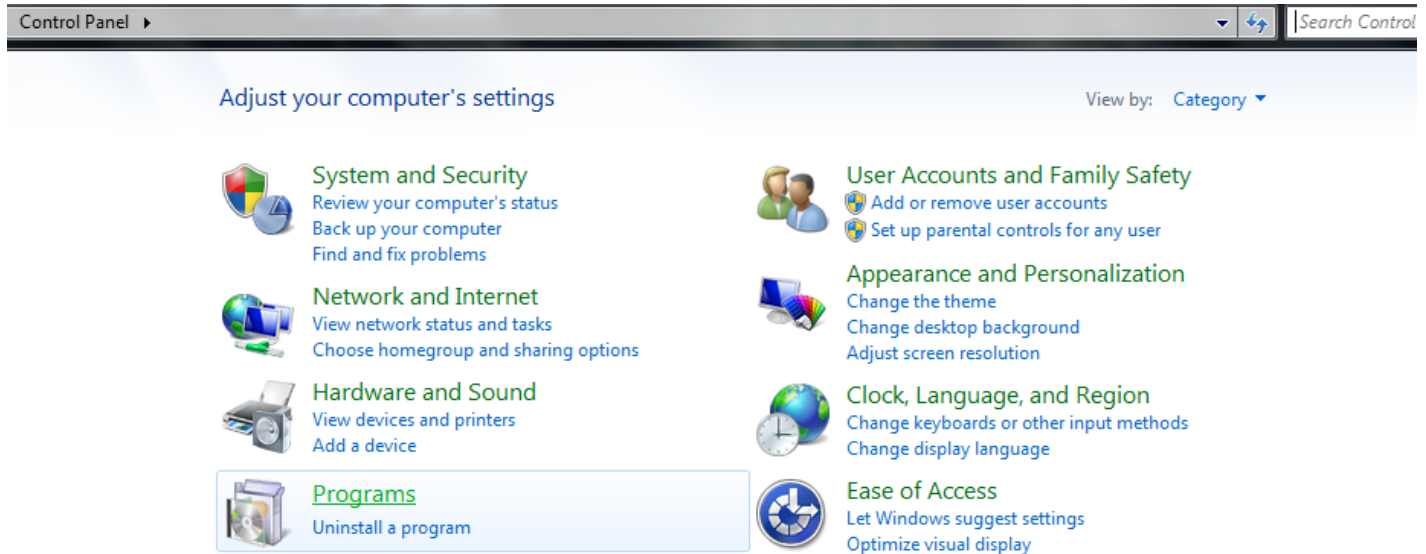 Control Panel
Search Control
Adjust your computer's settings
View by: Category
System and Security
Review your computer's status
Back up your computer
Find and fix problems
Network and Internet
View network status and tasks
Choose homegroup and sharing options
Hardware and Sound
View devices and printers
Add a device
Programs
Uninstall a program
User Accounts and Family Safety
Add or remove user accounts
Set up parental controls for any user
Appearance and Personalization
Change the theme
Change desktop background
Adjust screen resolution
Clock, Language, and Region
Change keyboards or other input methods
Change display language
Ease of Access
Let Windows suggest settings
Optimize visual display